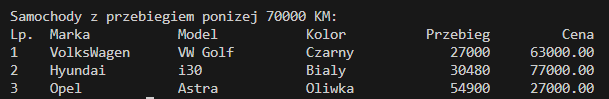 Samochody z przebiegiem ponizej 70000 KM:
Lp. Marka Model Kolor Przebieg Cena
1 VolksWagen VW Golf Czarny 27000 63000.00
2 Hyundai i30 Bialy 30480 77000.00
3 Opel Astra Oliwka 54900 27000.00